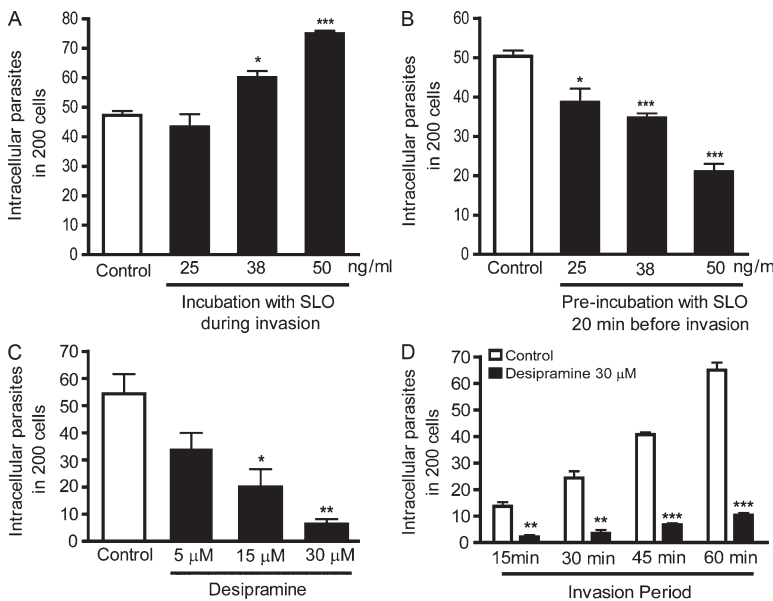 A
Intracellular parasites
in 200 cells
80
70
60
50
40
30
20
10
0
*
***
Control 25 38 50 ng/ml
Incubation with SLO
during invasion
B
Intracellular parasites
in 200 cells
60
50
40
30
20
10
0
*
***
***
Control 25 38 50 ng/ml
Pre-incubation with SLO
20 min before invasion
C
Intracellular parasites
in 200 cells
70
60
50
40
30
20
10
0
*
**
Control 5 μM 15 μM 30 μM
Desipramine
D
Intracellular parasites
in 200 cells
70
60
50
40
30
20
10
0
Control
Desipramine 30 μM
**
**
***
***
15min 30 min 45 min 60 min
Invasion Period